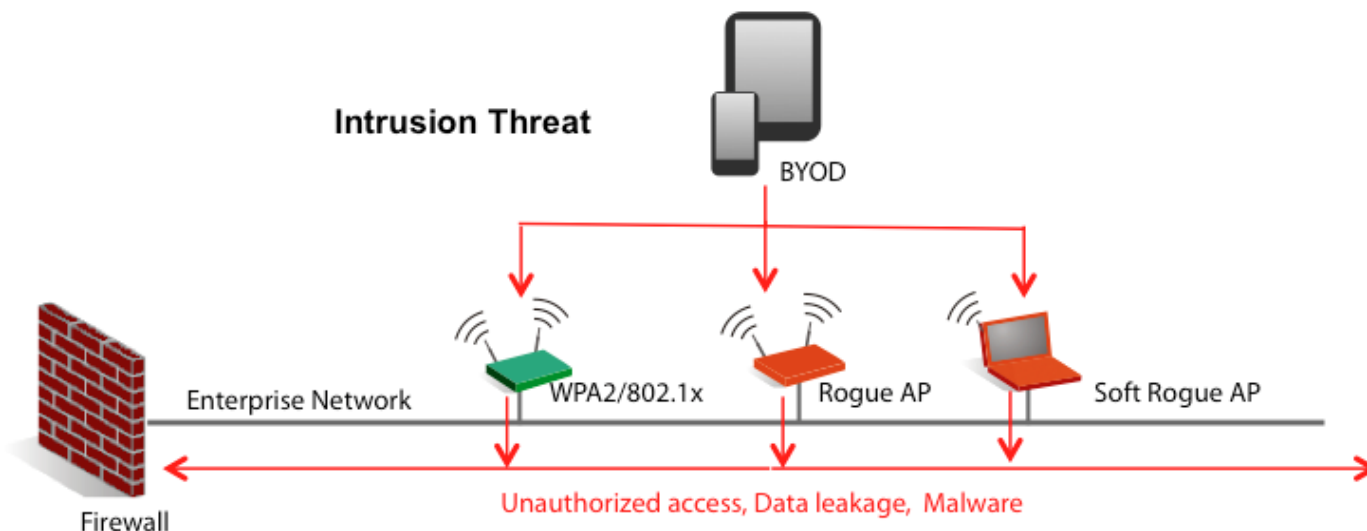 Intrusion Threat
BYOD
Enterprise Network
WPA2/802.1x
Rogue AP
Soft Rogue AP
Unauthorized access, Data leakage, Malware
Firewall